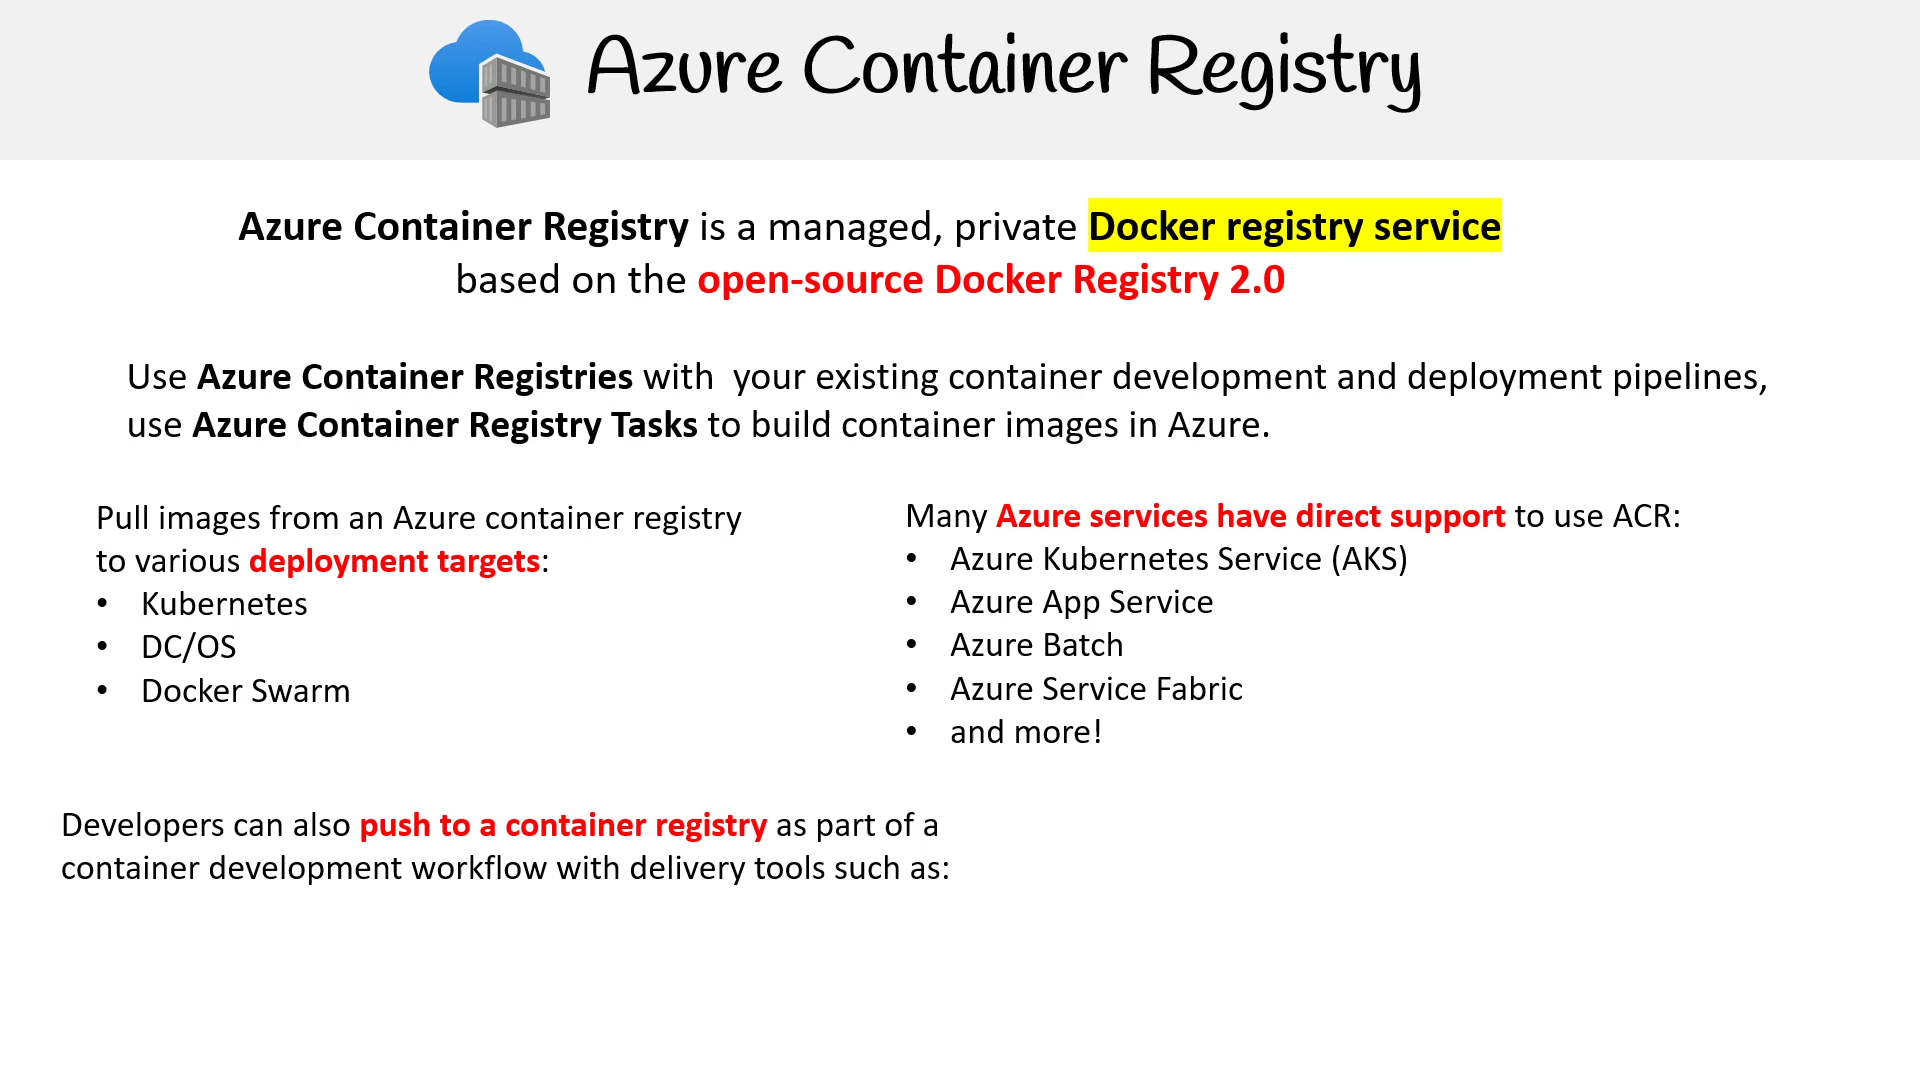 Azure Container Registry
Azure Container Registry is a managed, private Docker registry service
based on the open-source Docker Registry 2.0
Use Azure Container Registries with  your existing container development and deployment pipelines,
use Azure Container Registry Tasks to build container images in Azure.
Pull images from an Azure container registry
to various deployment targets:
• Kubernetes
• DC/OS
• Docker Swarm
Many Azure services have direct support to use ACR:
• Azure Kubernetes Service (AKS)
• Azure App Service
• Azure Batch
• Azure Service Fabric
• and more!
Developers can also push to a container registry as part of a
container development workflow with delivery tools such as: